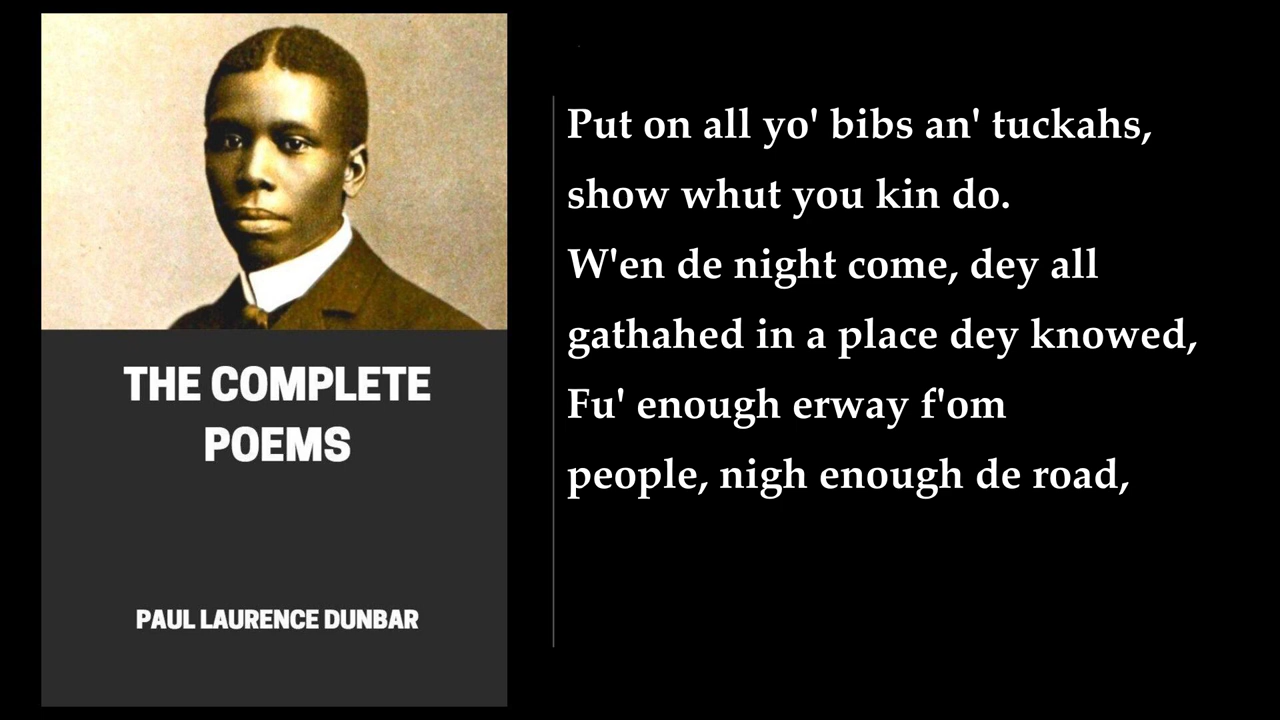 THE COMPLETE
POEMS
PAUL LAURENCE DUNBAR
Put on all yo' bibs an' tuckahs,
show whut you kin do.
W'en de night come, dey all
gathahed in a place dey knowed,
Fu' enough erway f'om
people, nigh enough de road,